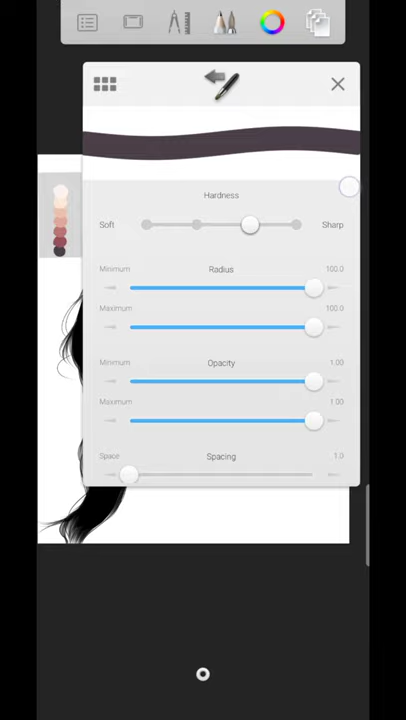 Hardness
Soft Sharp
Minimum Radius 100.0
Maximum 100.0
Minimum Opacity 1.00
Maximum 1.00
Space Spacing 1.0